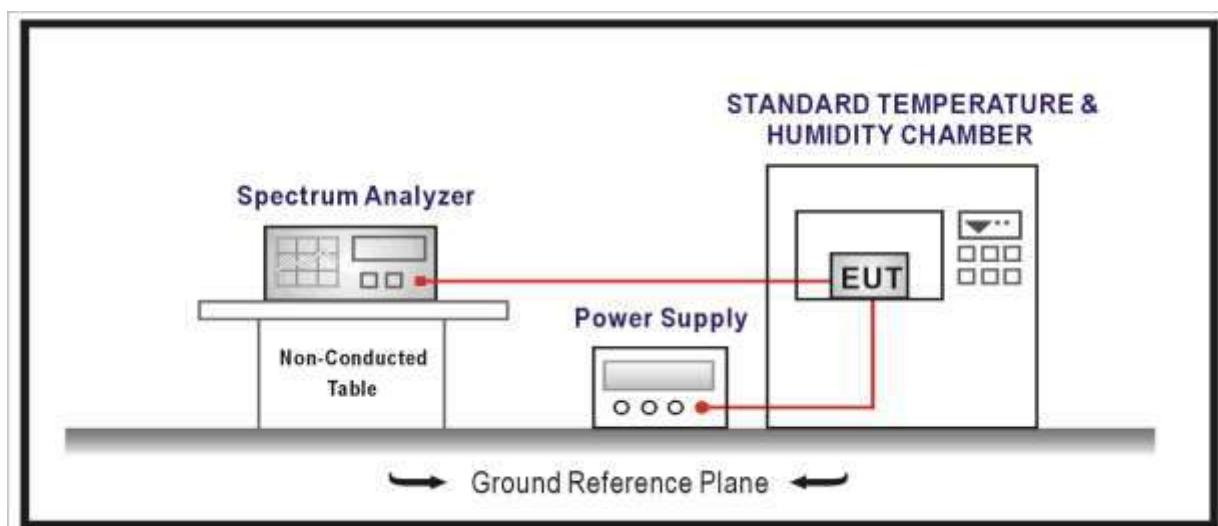 STANDARD TEMPERATURE &
HUMIDITY CHAMBER
Spectrum Analyzer
EUT
Power Supply
Non-Conducted
Table
Ground Reference Plane